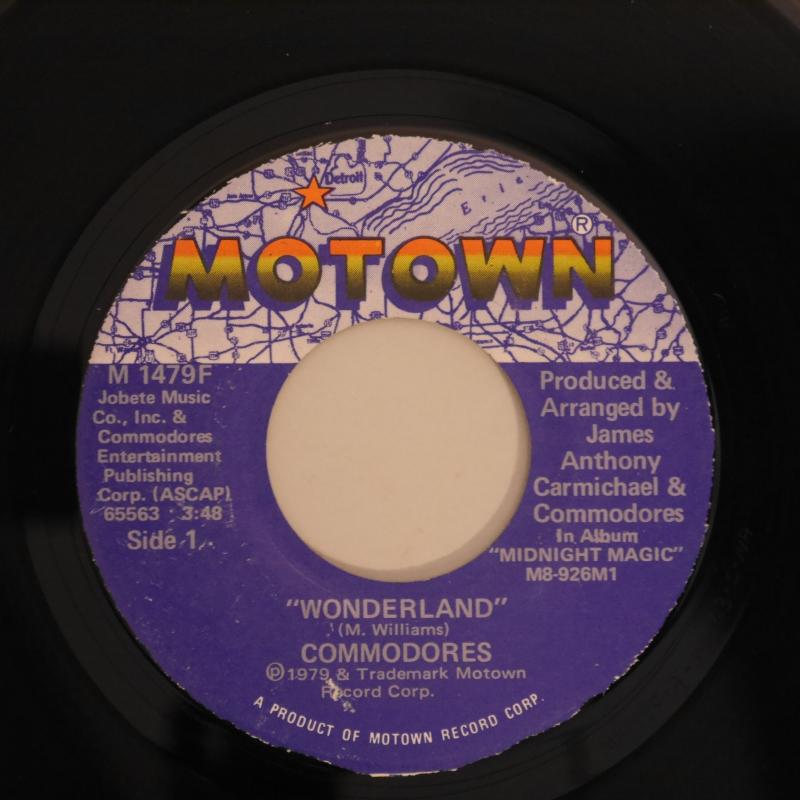 Detroit
Erie
MOTOWN®
M 1479F
Jobete Music
Co., Inc. &
Commodores
Entertainment
Publishing
Corp. (ASCAP)
65563 · 3:48
Side 1
Produced &
Arranged by
James
Anthony
Carmichael &
Commodores
In Album
"MIDNIGHT MAGIC"
M8-926M1
"WONDERLAND"
(M. Williams)
COMMODORES
℗ 1979 & Trademark Motown
Record Corp.
A PRODUCT OF MOTOWN RECORD CORP.